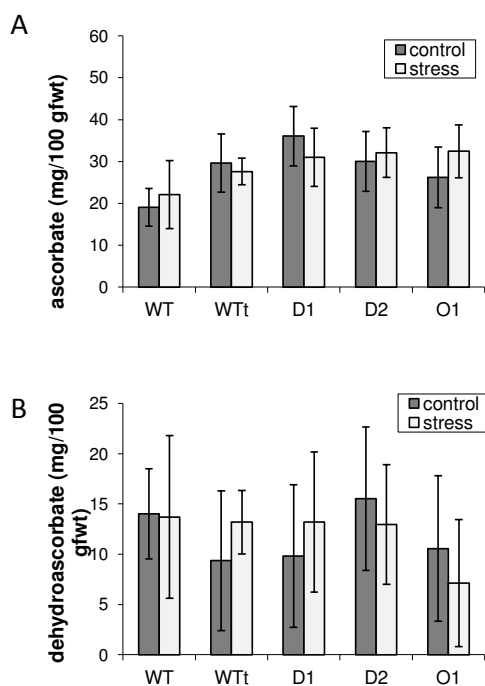 A
ascorbate (mg/100 gfwt)
60
50
40
30
20
10
0
control
stress
WT WTt D1 D2 O1
B
dehydroascorbate (mg/100
gfwt)
25
20
15
10
5
0
control
stress
WT WTt D1 D2 O1